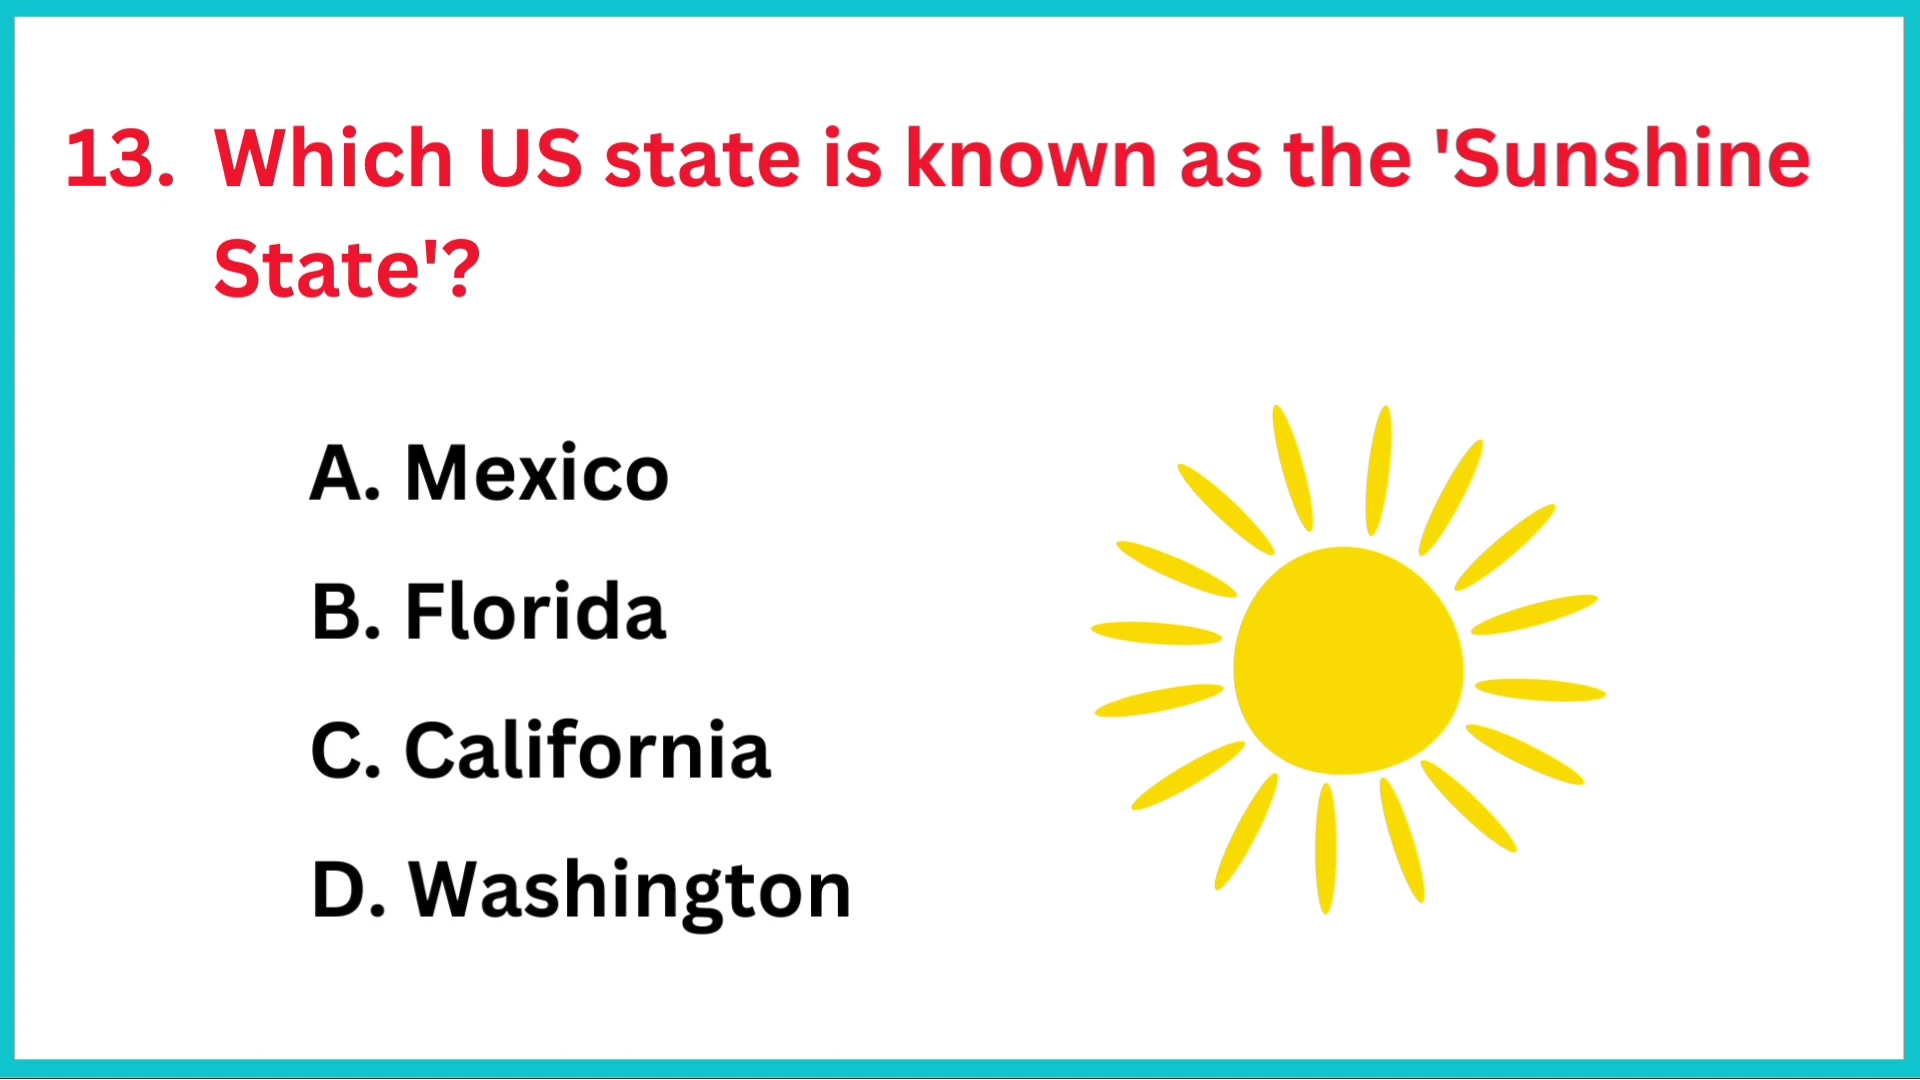 13. Which US state is known as the 'Sunshine
State'?
A. Mexico
B. Florida
C. California
D. Washington